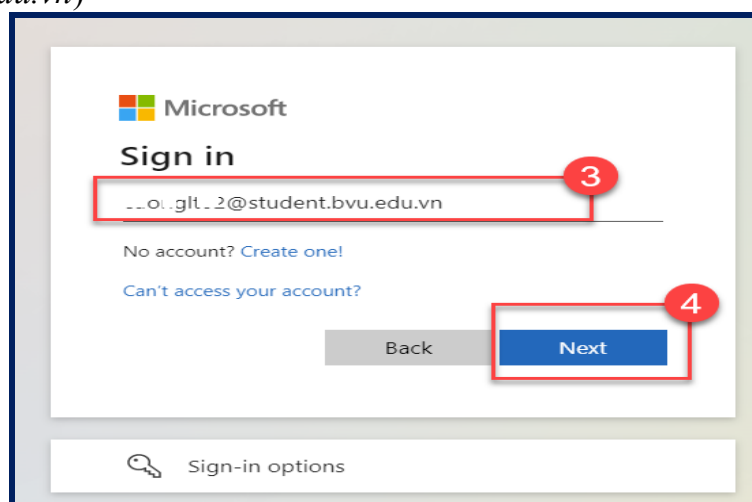 Microsoft
Sign in
3
@student.bvu.edu.vn
No account? Create one!
Can't access your account?
4
Back Next
Sign-in options